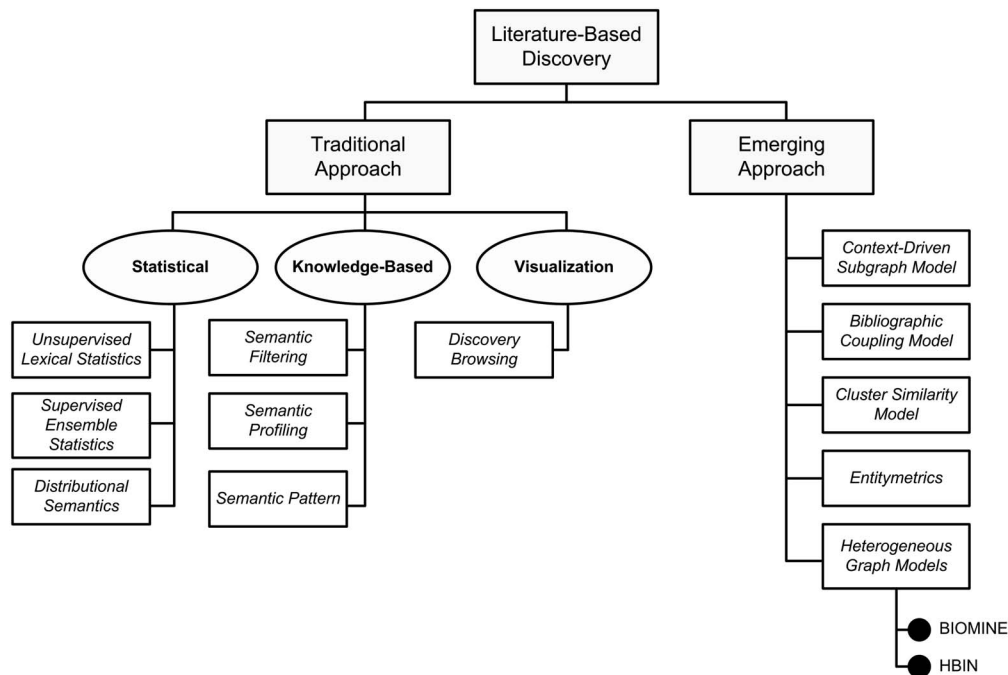 Literature-Based
Discovery
Traditional
Approach
Emerging
Approach
Statistical
Knowledge-Based
Visualization
Unsupervised
Lexical Statistics
Supervised
Ensemble
Statistics
Distributional
Semantics
Semantic
Filtering
Semantic
Profiling
Semantic Pattern
Discovery
Browsing
Context-Driven
Subgraph Model
Bibliographic
Coupling Model
Cluster Similarity
Model
Entitymetrics
Heterogeneous
Graph Models
BIOMINE
HBIN